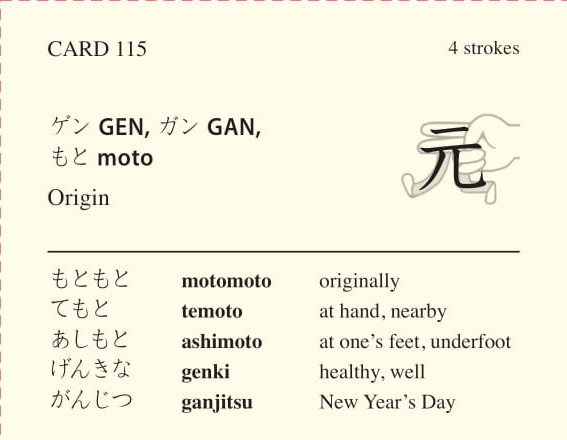 CARD 115 4 strokes
ゲン GEN, ガン GAN,
もと moto
元
Origin
もともと motomoto originally
てもと temoto at hand, nearby
あしもと ashimoto at one's feet, underfoot
げんきな genki healthy, well
がんじつ ganjitsu New Year's Day